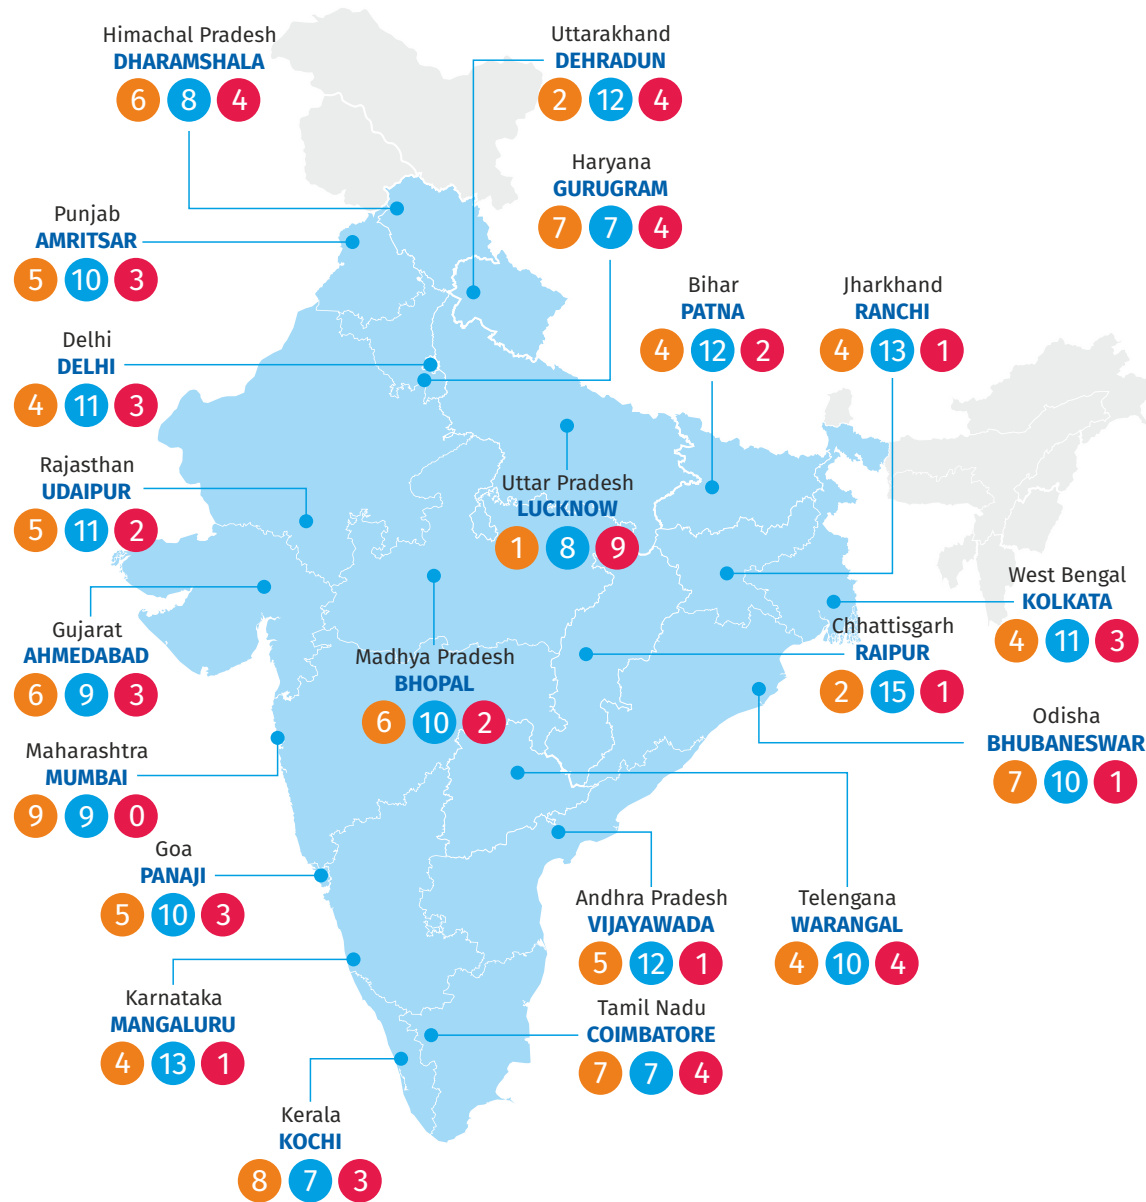 Himachal Pradesh
DHARAMSHALA
6 8 4
Uttarakhand
DEHRADUN
2 12 4
Haryana
GURUGRAM
7 7 4
Punjab
AMRITSAR
5 10 3
Bihar
PATNA
4 12 2
Jharkhand
RANCHI
4 13 1
Delhi
DELHI
4 11 3
Rajasthan
UDAIPUR
5 11 2
Uttar Pradesh
LUCKNOW
1 8 9
West Bengal
KOLKATA
4 11 3
Gujarat
AHMEDABAD
6 9 3
Madhya Pradesh
BHOPAL
6 10 2
Chhattisgarh
RAIPUR
2 15 1
Odisha
BHUBANESWAR
7 10 1
Maharashtra
MUMBAI
9 9 0
Goa
PANAJI
5 10 3
Andhra Pradesh
VIJAYAWADA
5 12 1
Telengana
WARANGAL
4 10 4
Karnataka
MANGALURU
4 13 1
Tamil Nadu
COIMBATORE
7 7 4
Kerala
KOCHI
8 7 3